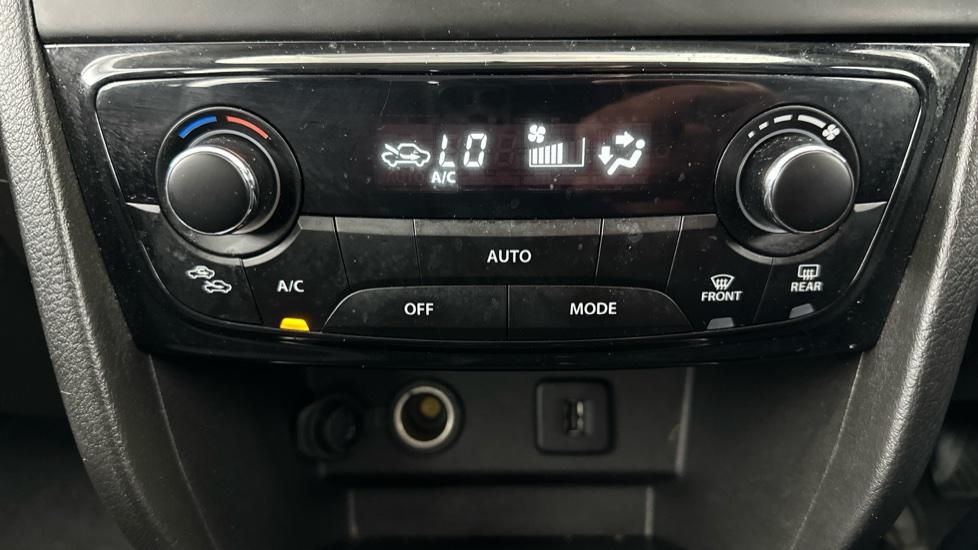 LO
A/C
AUTO
A/C
OFF
MODE
FRONT
REAR